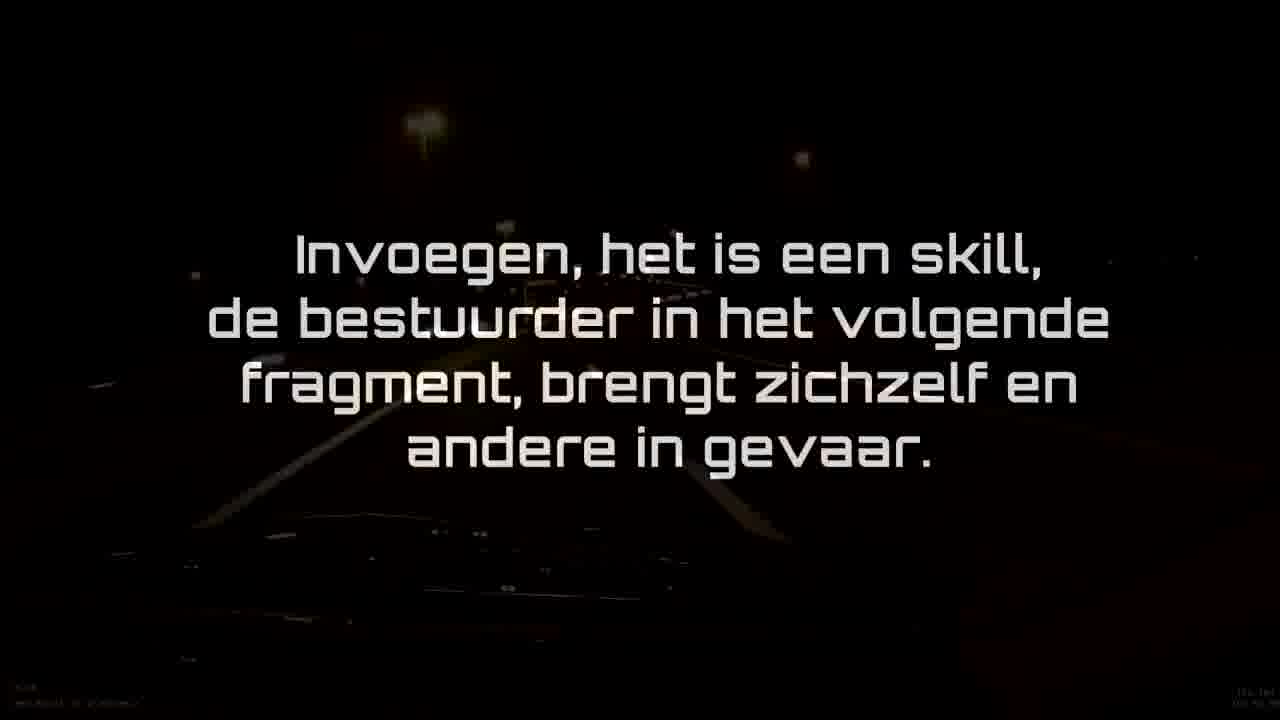 Invoegen, het is een skill,
de bestuurder in het volgende
fragment, brengt zichzelf en
andere in gevaar.